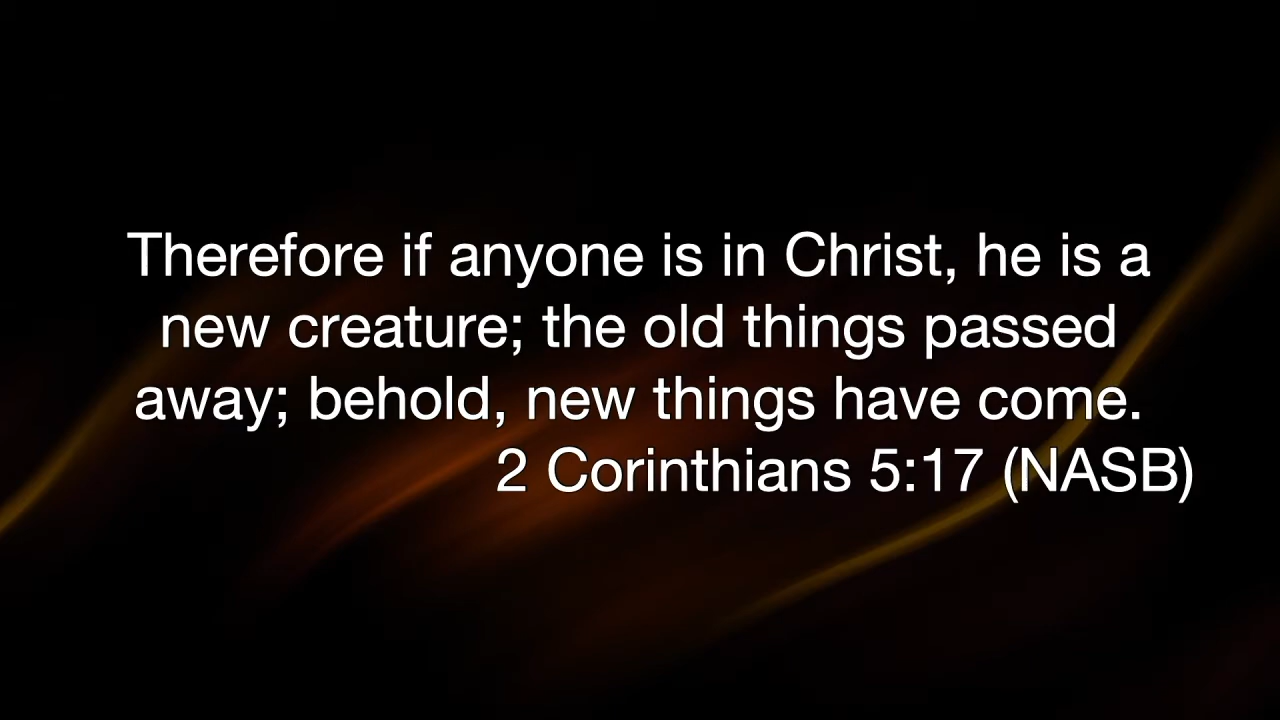 Therefore if anyone is in Christ, he is a
new creature; the old things passed
away; behold, new things have come.
2 Corinthians 5:17 (NASB)